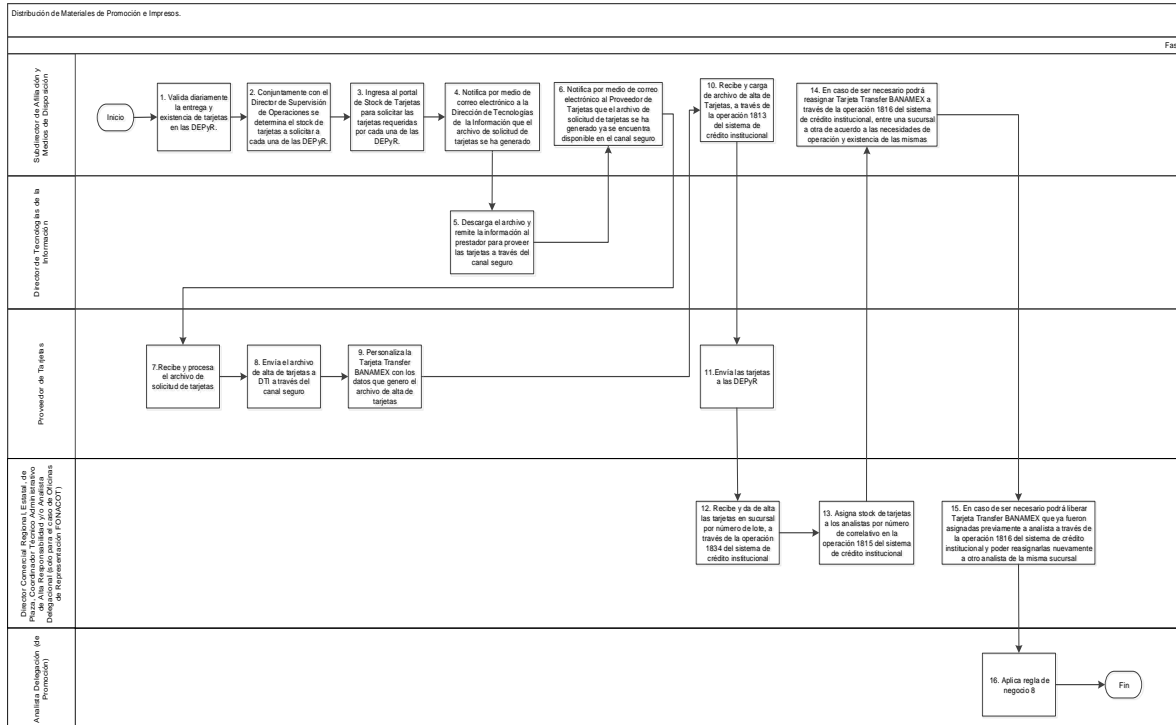 Distribución de Materiales de Promoción e Impresos.
Fas
Subdirector de Afiliación y
Medios de Disposición
Inicio
1. Valida diariamente
la entrega y
existencia de tarjetas
en las DEPyR.
2. Conjuntamente con el
Director de Supervisión
de Operaciones se
determina el stock de
tarjetas a solicitar a
cada una de las DEPyR.
3. Ingresa al portal
de Stock de Tarjetas
para solicitar las
tarjetas requeridas
por cada una de las
DEPyR.
4. Notifica por medio de
correo electrónico a la
Dirección de Tecnologías
de la Información que el
archivo de solicitud de
tarjetas se ha generado
6. Notifica por medio de correo
electrónico al Proveedor de
Tarjetas que el archivo de
solicitud de tarjetas se ha
generado ya se encuentra
disponible en el canal seguro
10. Recibe y carga
de archivo de alta de
Tarjetas, a través de
la operación 1813
del sistema de
crédito institucional
14. En caso de ser necesario podrá
reasignar Tarjeta Transfer BANAMEX a
través de la operación 1816 del sistema
de crédito institucional, entre una sucursal
a otra de acuerdo a las necesidades de
operación y existencia de las mismas
Director de Tecnologías de la
Información
5. Descarga el archivo y
remite la información al
prestador para proveer
las tarjetas a través del
canal seguro
Proveedor de Tarjetas
7.Recibe y procesa
el archivo de
solicitud de tarjetas
8. Envía el archivo
de alta de tarjetas a
DTI a través del
canal seguro
9. Personaliza la
Tarjeta Transfer
BANAMEX con los
datos que genero el
archivo de alta de
tarjetas
11.Envía las tarjetas
a las DEPyR
Director Comercial Regional, Estatal, de
Plaza, Coordinador Técnico Administrativo
de Alta Responsabilidad y/o Analista
Delegacional (solo para el caso de Oficinas
de Representación FONACOT)
12. Recibe y da de alta
las tarjetas en sucursal
por número de lote, a
través de la operación
1834 del sistema de
crédito institucional
13. Asigna stock de tarjetas
a los analistas por número
de correlativo en la
operación 1815 del sistema
de crédito institucional
15. En caso de ser necesario podrá liberar
Tarjeta Transfer BANAMEX que ya fueron
asignadas previamente a analista a través de
la operación 1816 del sistema de crédito
institucional y poder reasignarlas nuevamente
a otro analista de la misma sucursal
Analista Delegación (de
Promoción)
16. Aplica regla de
negocio 8
Fin